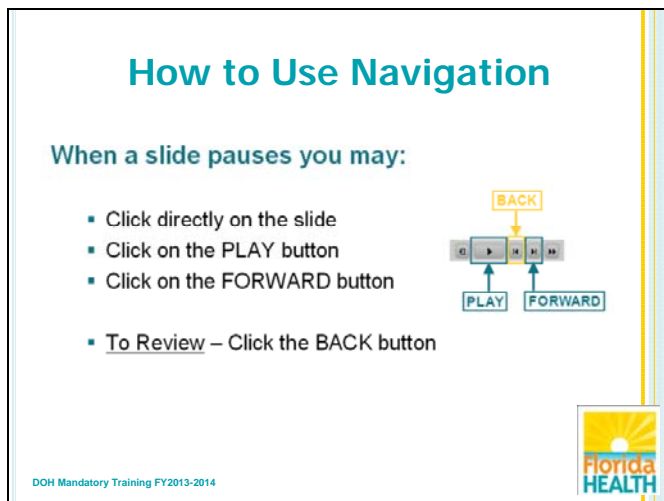 How to Use Navigation
When a slide pauses you may:
▪ Click directly on the slide
▪ Click on the PLAY button
▪ Click on the FORWARD button
▪ To Review – Click the BACK button
BACK
PLAY
FORWARD
DOH Mandatory Training FY2013-2014
Florida
HEALTH